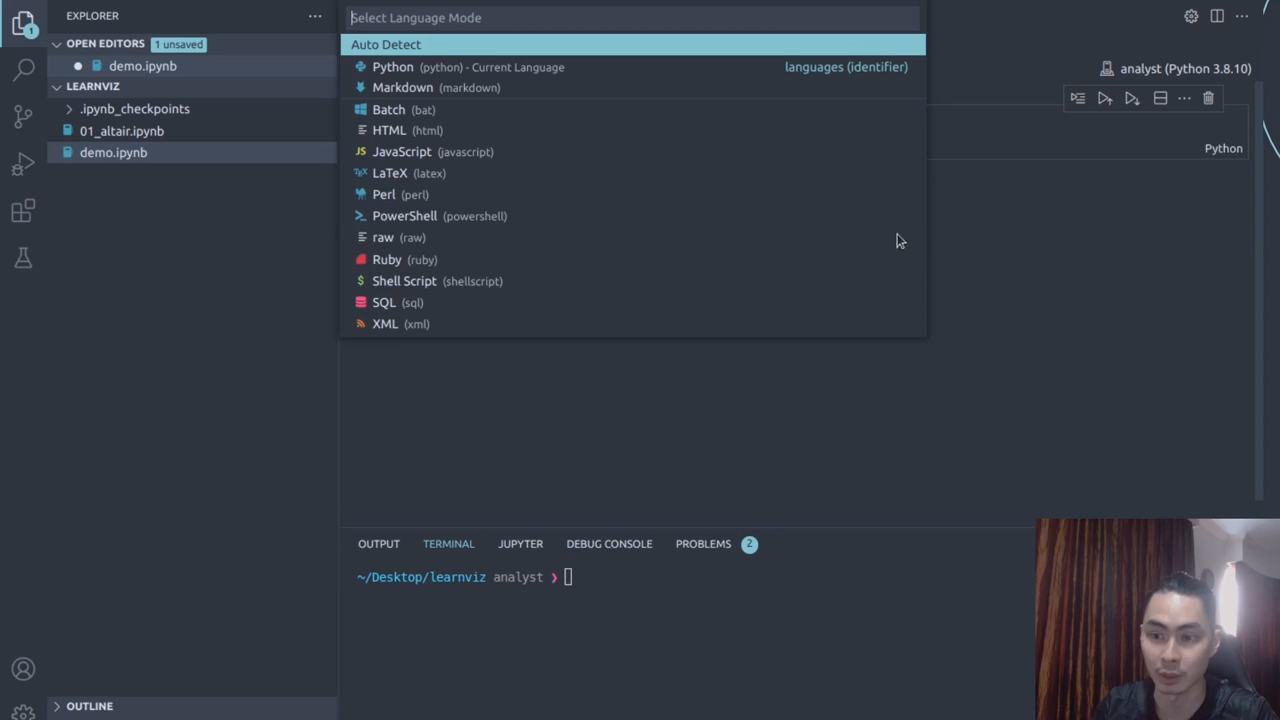 EXPLORER
OPEN EDITORS 1 unsaved
demo.ipynb
LEARNVIZ
.ipynb_checkpoints
01_altair.ipynb
demo.ipynb
OUTLINE
1
Select Language Mode
Auto Detect
Python (python) - Current Language languages (identifier)
Markdown (markdown)
Batch (bat)
HTML (html)
JS JavaScript (javascript)
TEX LaTeX (latex)
Perl (perl)
PowerShell (powershell)
raw (raw)
Ruby (ruby)
$ Shell Script (shellscript)
SQL (sql)
XML (xml)
analyst (Python 3.8.10)
Python
OUTPUT TERMINAL JUPYTER DEBUG CONSOLE PROBLEMS 2
~/Desktop/learnviz analyst ❯